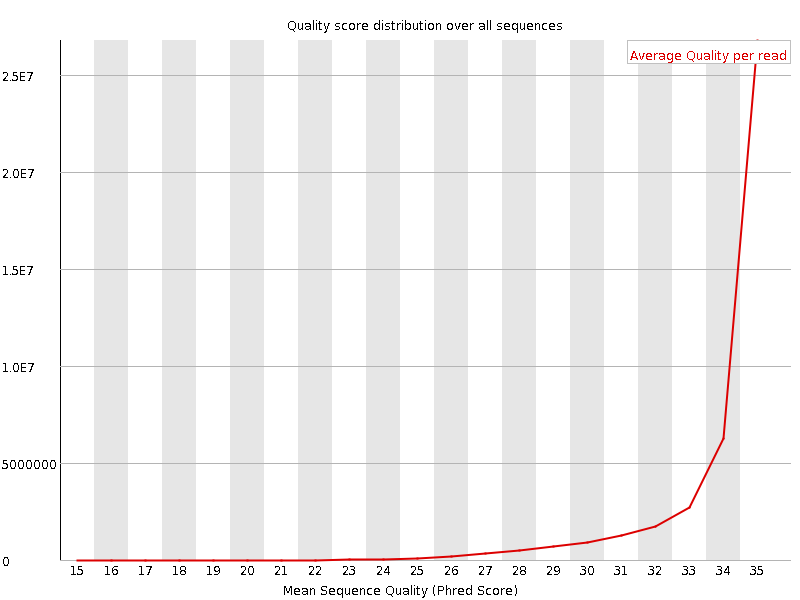 Quality score distribution over all sequences
Average Quality per read
2.5E7
2.0E7
1.5E7
1.0E7
5000000
0
15 16 17 18 19 20 21 22 23 24 25 26 27 28 29 30 31 32 33 34 35
Mean Sequence Quality (Phred Score)